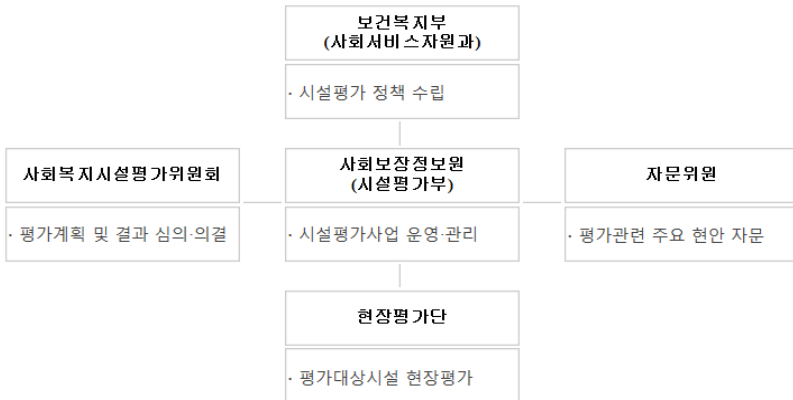 보건복지부
(사회서비스자원과)
· 시설평가 정책 수립
사회복지시설평가위원회
· 평가계획 및 결과 심의·의결
사회보장정보원
(시설평가부)
· 시설평가사업 운영·관리
자문위원
· 평가관련 주요 현안 자문
현장평가단
· 평가대상시설 현장평가